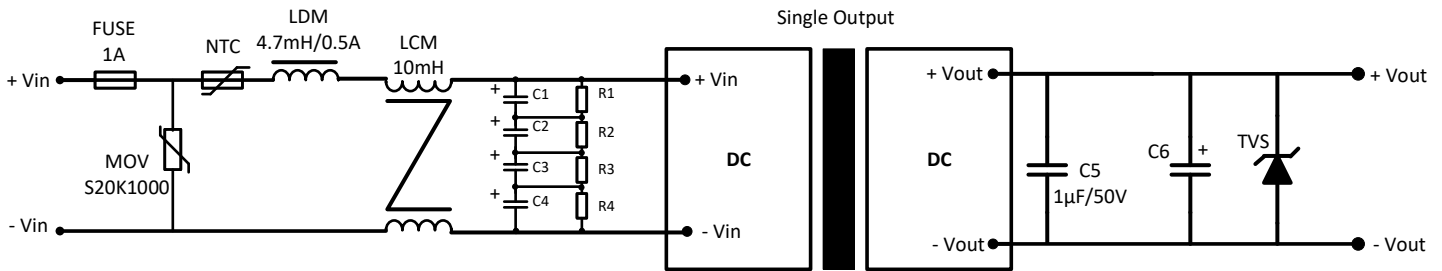 Single Output
FUSE
1A
NTC
LDM
4.7mH/0.5A
LCM
10mH
+ Vin
+ Vin
+ Vout
+ Vout
+ C1
R1
+ C2
R2
+ C3
R3
+ C4
R4
MOV
S20K1000
DC
DC
C5
1µF/50V
C6 +
TVS
- Vin
- Vin
- Vout
- Vout